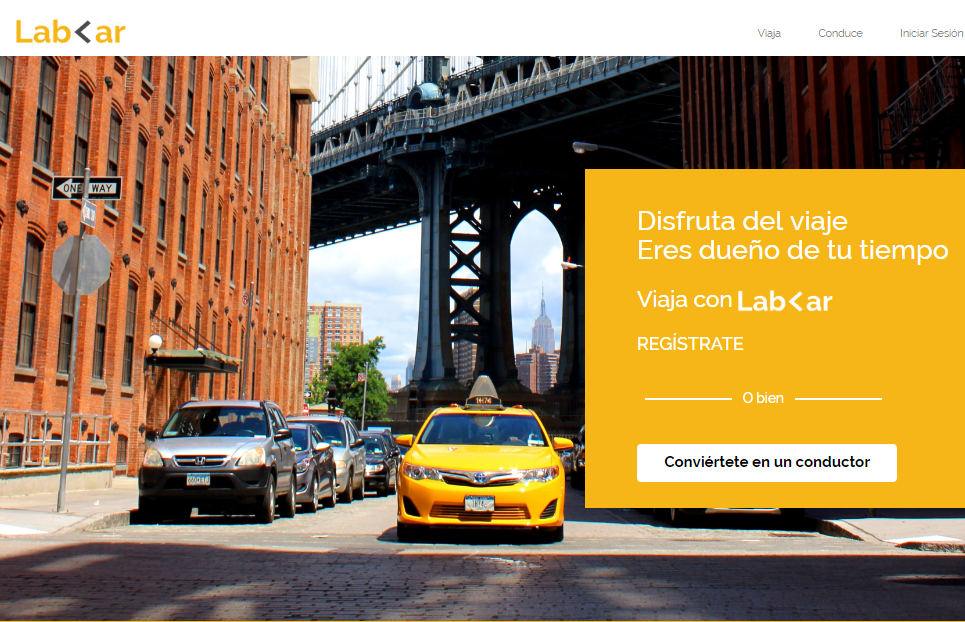 Lab<ar
Viaja
Conduce
Iniciar Sesión
ONE WAY
Disfruta del viaje
Eres dueño de tu tiempo
Viaja con Lab<ar
REGÍSTRATE
O bien
Conviértete en un conductor